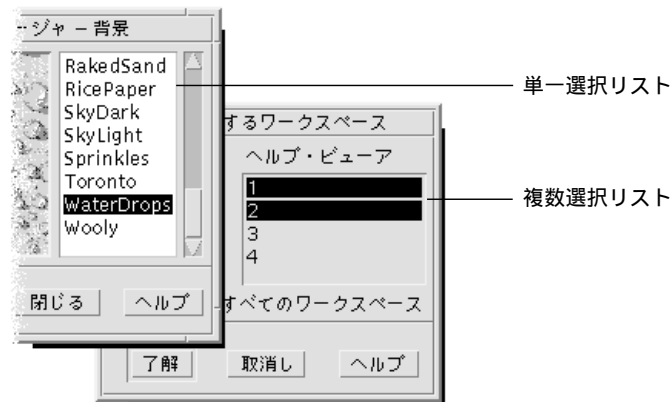 ージャ – 背景
RakedSand
RicePaper
SkyDark
SkyLight
Sprinkles
Toronto
WaterDrops
Wooly
閉じる
ヘルプ
単一選択リスト
するワークスペース
ヘルプ・ビューア
1
2
3
4
複数選択リスト
すべてのワークスペース
了解
取消し
ヘルプ